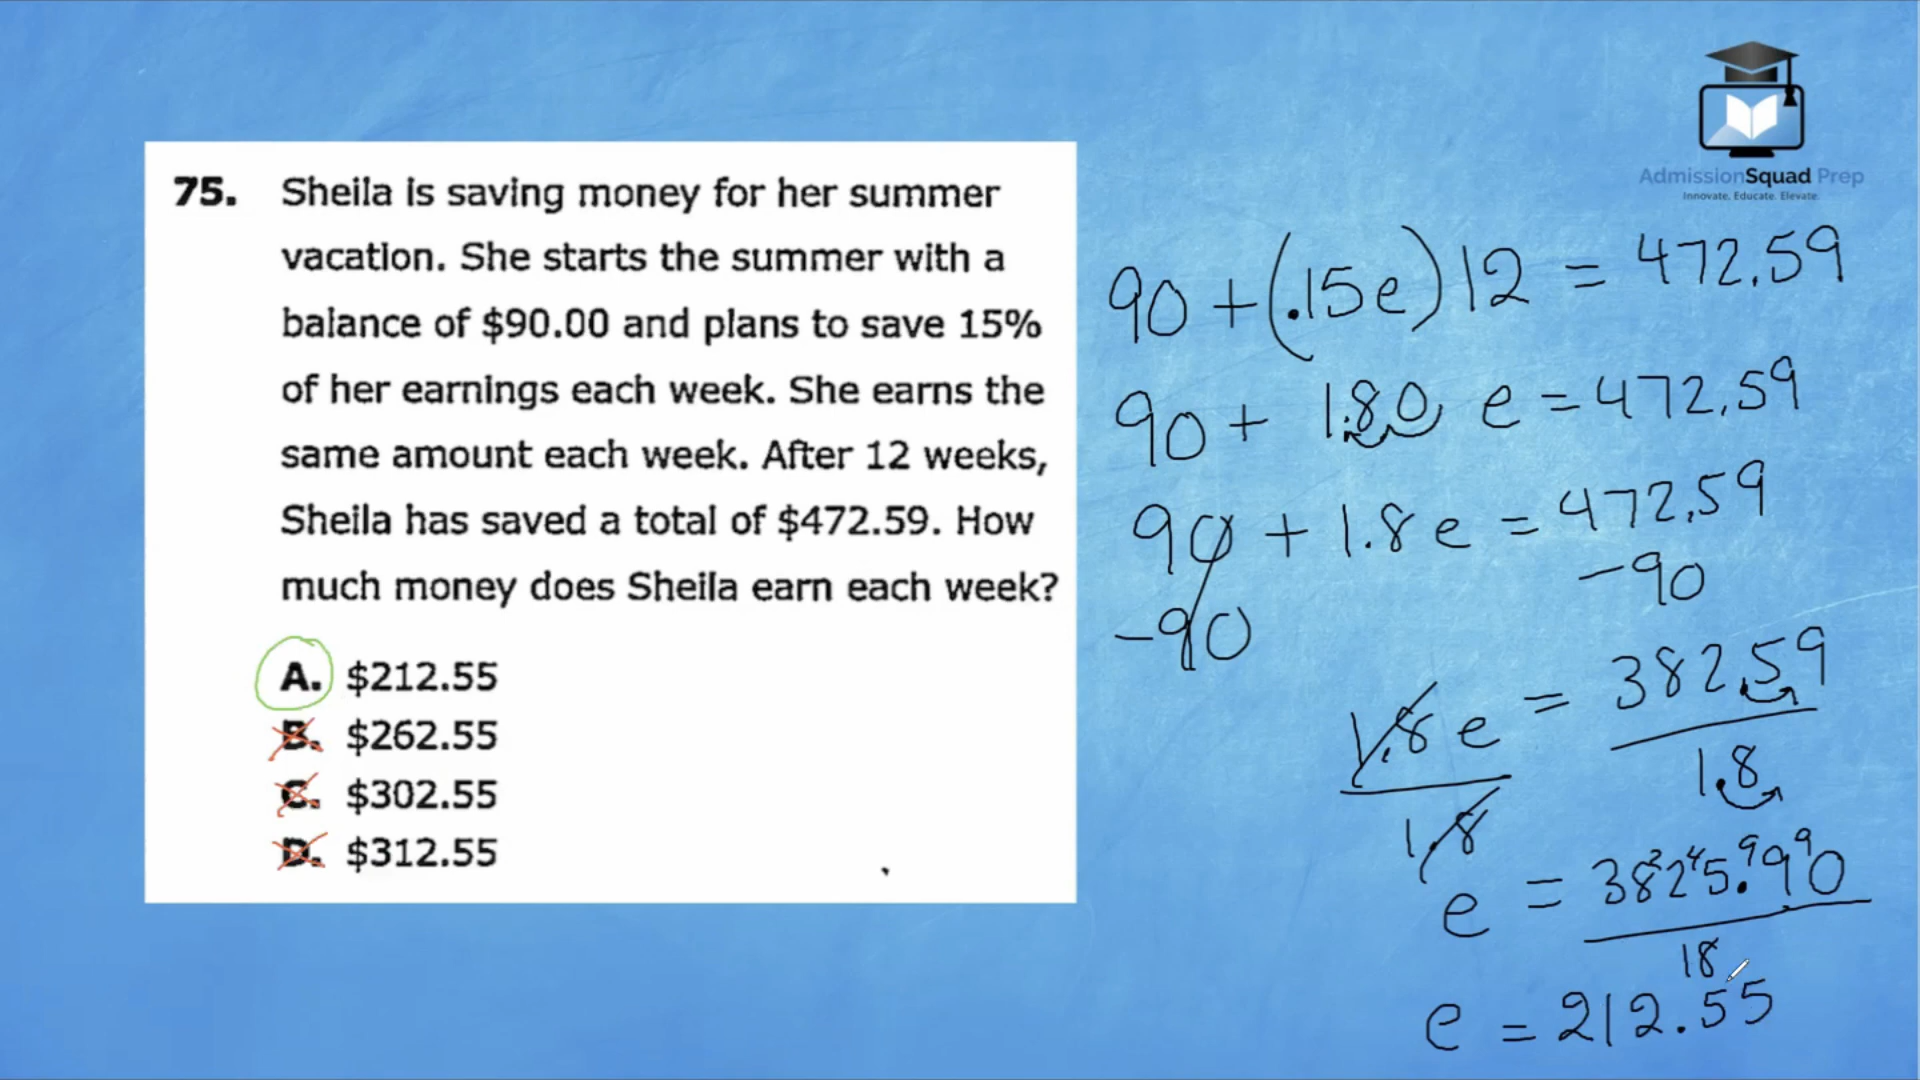 AdmissionSquad Prep
Innovate. Educate. Elevate.
75. Sheila is saving money for her summer
vacation. She starts the summer with a
balance of $90.00 and plans to save 15%
of her earnings each week. She earns the
same amount each week. After 12 weeks,
Sheila has saved a total of $472.59. How
much money does Sheila earn each week?
A. $212.55
B. $262.55
C. $302.55
D. $312.55
90 + (.15e)12 = 472.59
90 + 1.80 e = 472.59
90 + 1.8 e = 472.59
-90 -90
1.8 e = 382.59
1.8 1.8
e = 38²2⁴5.⁹9⁹0
18
e = 212.55